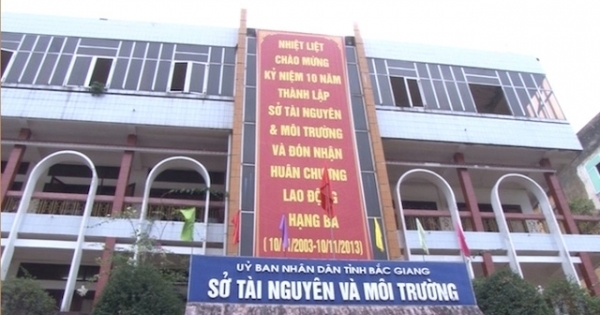 NHIỆT LIỆT
CHÀO MỪNG
KỶ NIỆM 10 NĂM
THÀNH LẬP
SỞ TÀI NGUYÊN
& MÔI TRƯỜNG
VÀ ĐÓN NHẬN
HUÂN CHƯƠNG
LAO ĐỘNG
HẠNG BA
(10/11/2003-10/11/2013)
UỶ BAN NHÂN DÂN TỈNH BẮC GIANG
SỞ TÀI NGUYÊN VÀ MÔI TRƯỜNG